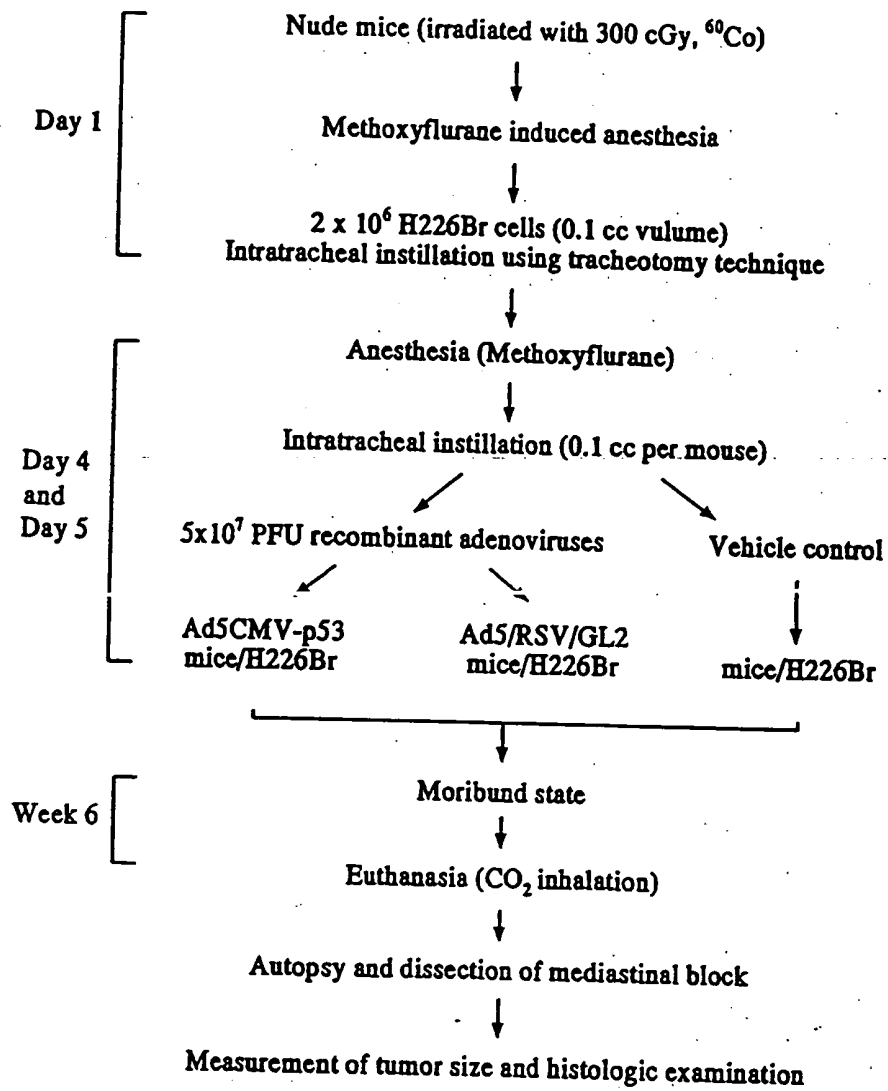 Nude mice (irradiated with 300 cGy, ⁶⁰Co)
Day 1
Methoxyflurane induced anesthesia
2 x 10⁶ H226Br cells (0.1 cc vulume)
Intratracheal instillation using tracheotomy technique
Anesthesia (Methoxyflurane)
Intratracheal instillation (0.1 cc per mouse)
Day 4
and
Day 5
5x10⁷ PFU recombinant adenoviruses
Vehicle control
Ad5CMV-p53
mice/H226Br
Ad5/RSV/GL2
mice/H226Br
mice/H226Br
Week 6
Moribund state
Euthanasia (CO₂ inhalation)
Autopsy and dissection of mediastinal block
Measurement of tumor size and histologic examination